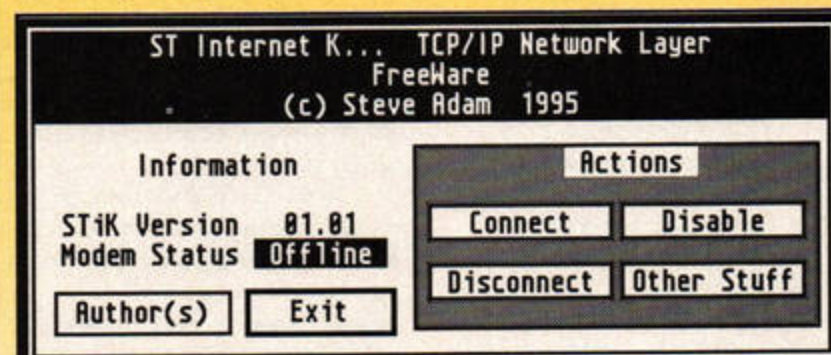 ST Internet K... TCP/IP Network Layer
FreeWare
(c) Steve Adam 1995
Information
STiK Version 01.01
Modem Status Offline
Author(s)
Exit
Actions
Connect
Disable
Disconnect
Other Stuff